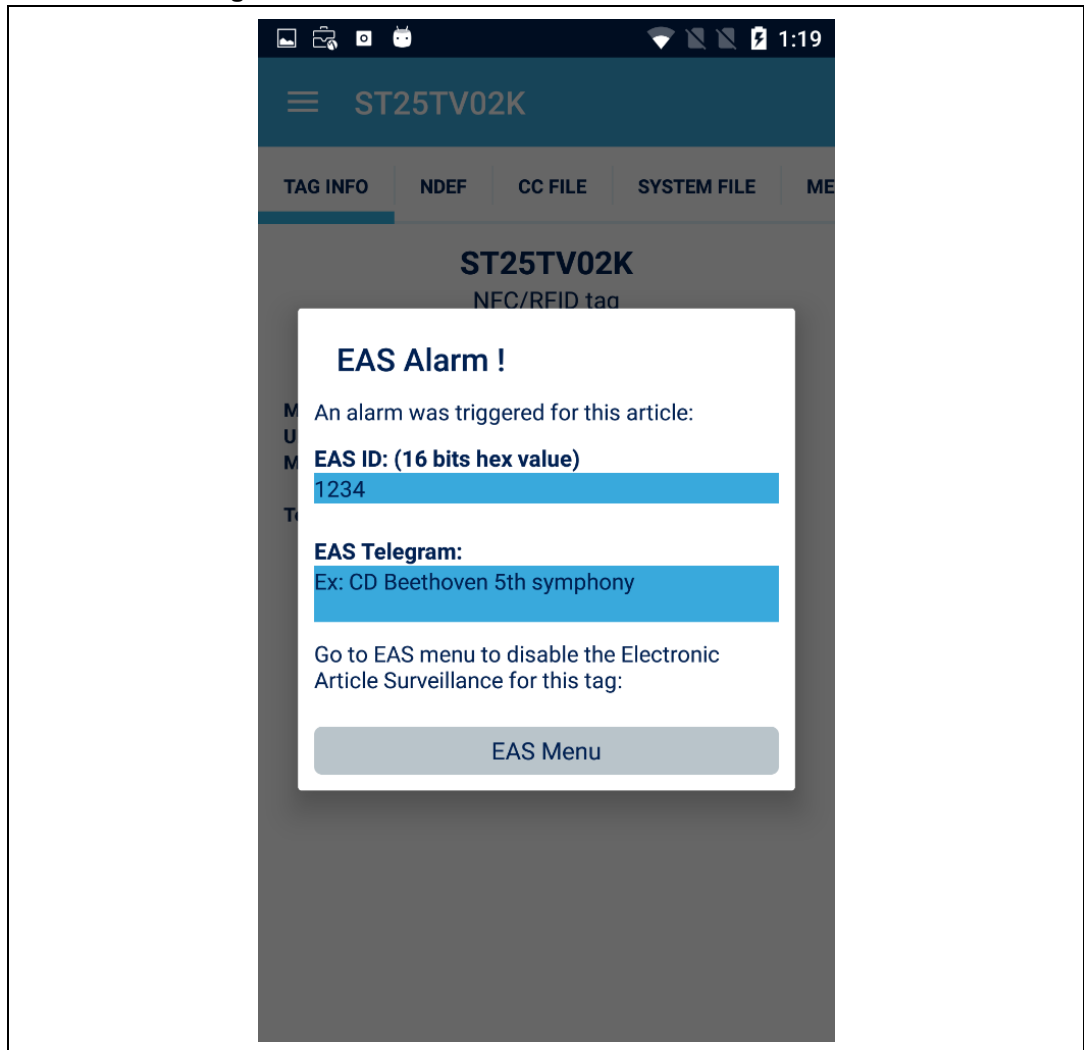 1:19
ST25TV02K
TAG INFO NDEF CC FILE SYSTEM FILE ME
ST25TV02K
NFC/RFID tag
EAS Alarm !
M An alarm was triggered for this article:
U
M EAS ID: (16 bits hex value)
1234
T
EAS Telegram:
Ex: CD Beethoven 5th symphony
Go to EAS menu to disable the Electronic
Article Surveillance for this tag:
EAS Menu